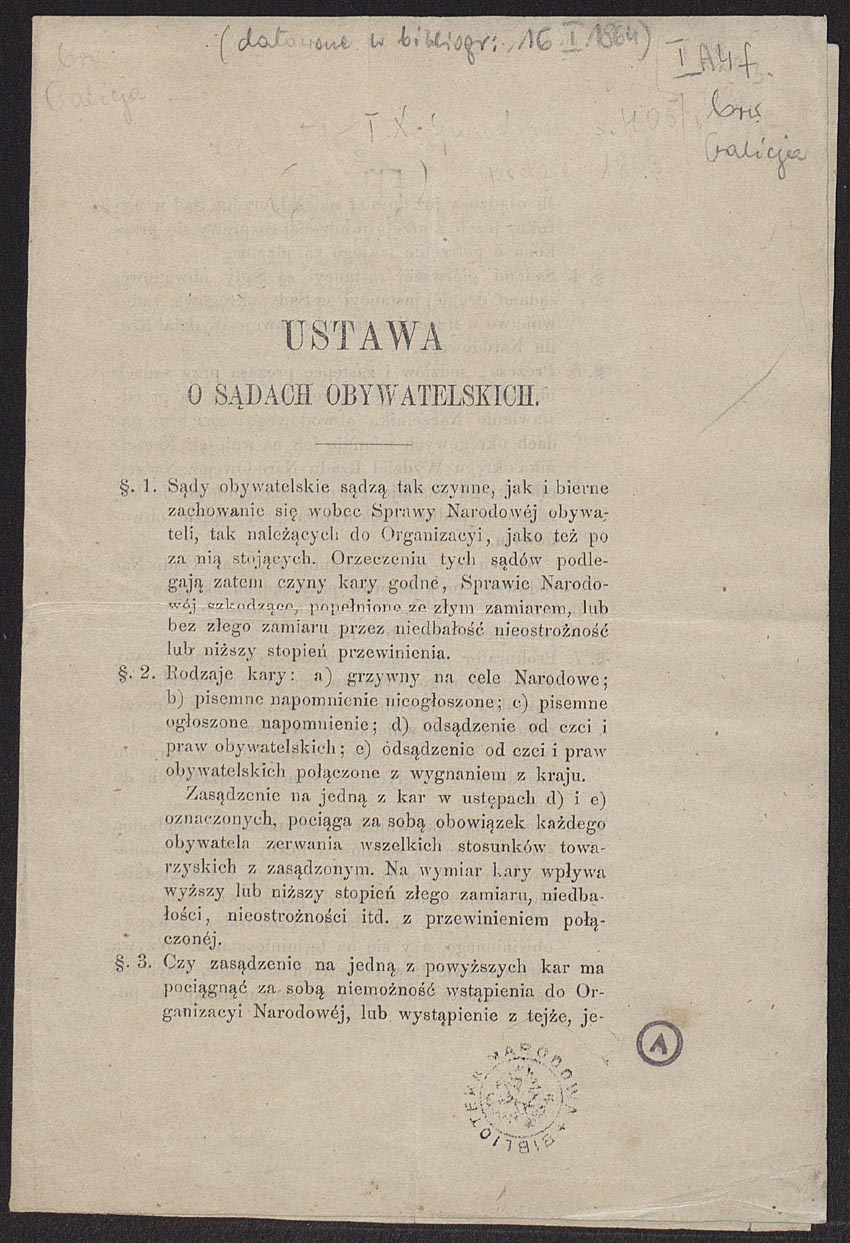 (datowane w bibliogr: 16 I 1864)
I A4f
Galicja
USTAWA
O SĄDACH OBYWATELSKICH.
§. 1. Sądy obywatelskie sądzą tak czynne, jak i bierne
zachowanie się wobec Sprawy Narodowéj obywa-
teli, tak należących do Organizacyi, jako też po
za nią stojących. Orzeczeniu tych sądów podle-
gają zatem czyny kary godne, Sprawie Narodo-
wéj szkodzące, popełnione ze złym zamiarem, lub
bez złego zamiaru przez niedbałość nieostrożność
lub niższy stopień przewinienia.
§. 2. Rodzaje kary: a) grzywny na cele Narodowe;
b) pisemne napomnienie nieogłoszone; c) pisemne
ogłoszone napomnienie; d) odsądzenie od czci i
praw obywatelskich; e) odsądzenie od czci i praw
obywatelskich połączone z wygnaniem z kraju.
Zasądzenie na jedną z kar w ustępach d) i e)
oznaczonych, pociąga za sobą obowiązek każdego
obywatela zerwania wszelkich stosunków towa-
rzyskich z zasądzonym. Na wymiar kary wpływa
wyższy lub niższy stopień złego zamiaru, niedba-
łości, nieostrożności itd. z przewinieniem połą-
czonéj.
§. 3. Czy zasądzenie na jedną z powyższych kar ma
pociągnąć za sobą niemożność wstąpienia do Or-
ganizacyi Narodowéj, lub wystąpienie z tejże, je-
A
BIBLIOTEKA NARODOWA